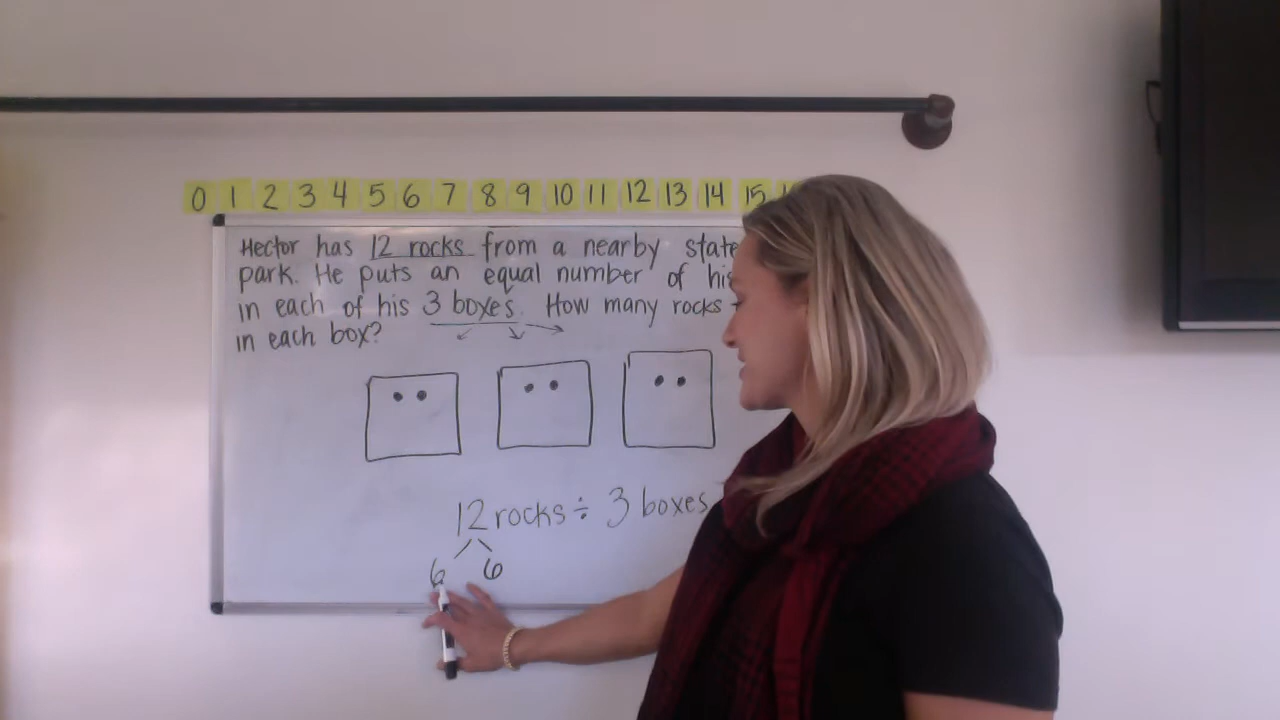 0 1 2 3 4 5 6 7 8 9 10 11 12 13 14 15
Hector has 12 rocks from a nearby state
park. He puts an equal number of his
in each of his 3 boxes. How many rocks
in each box?
12 rocks ÷ 3 boxes
6 6